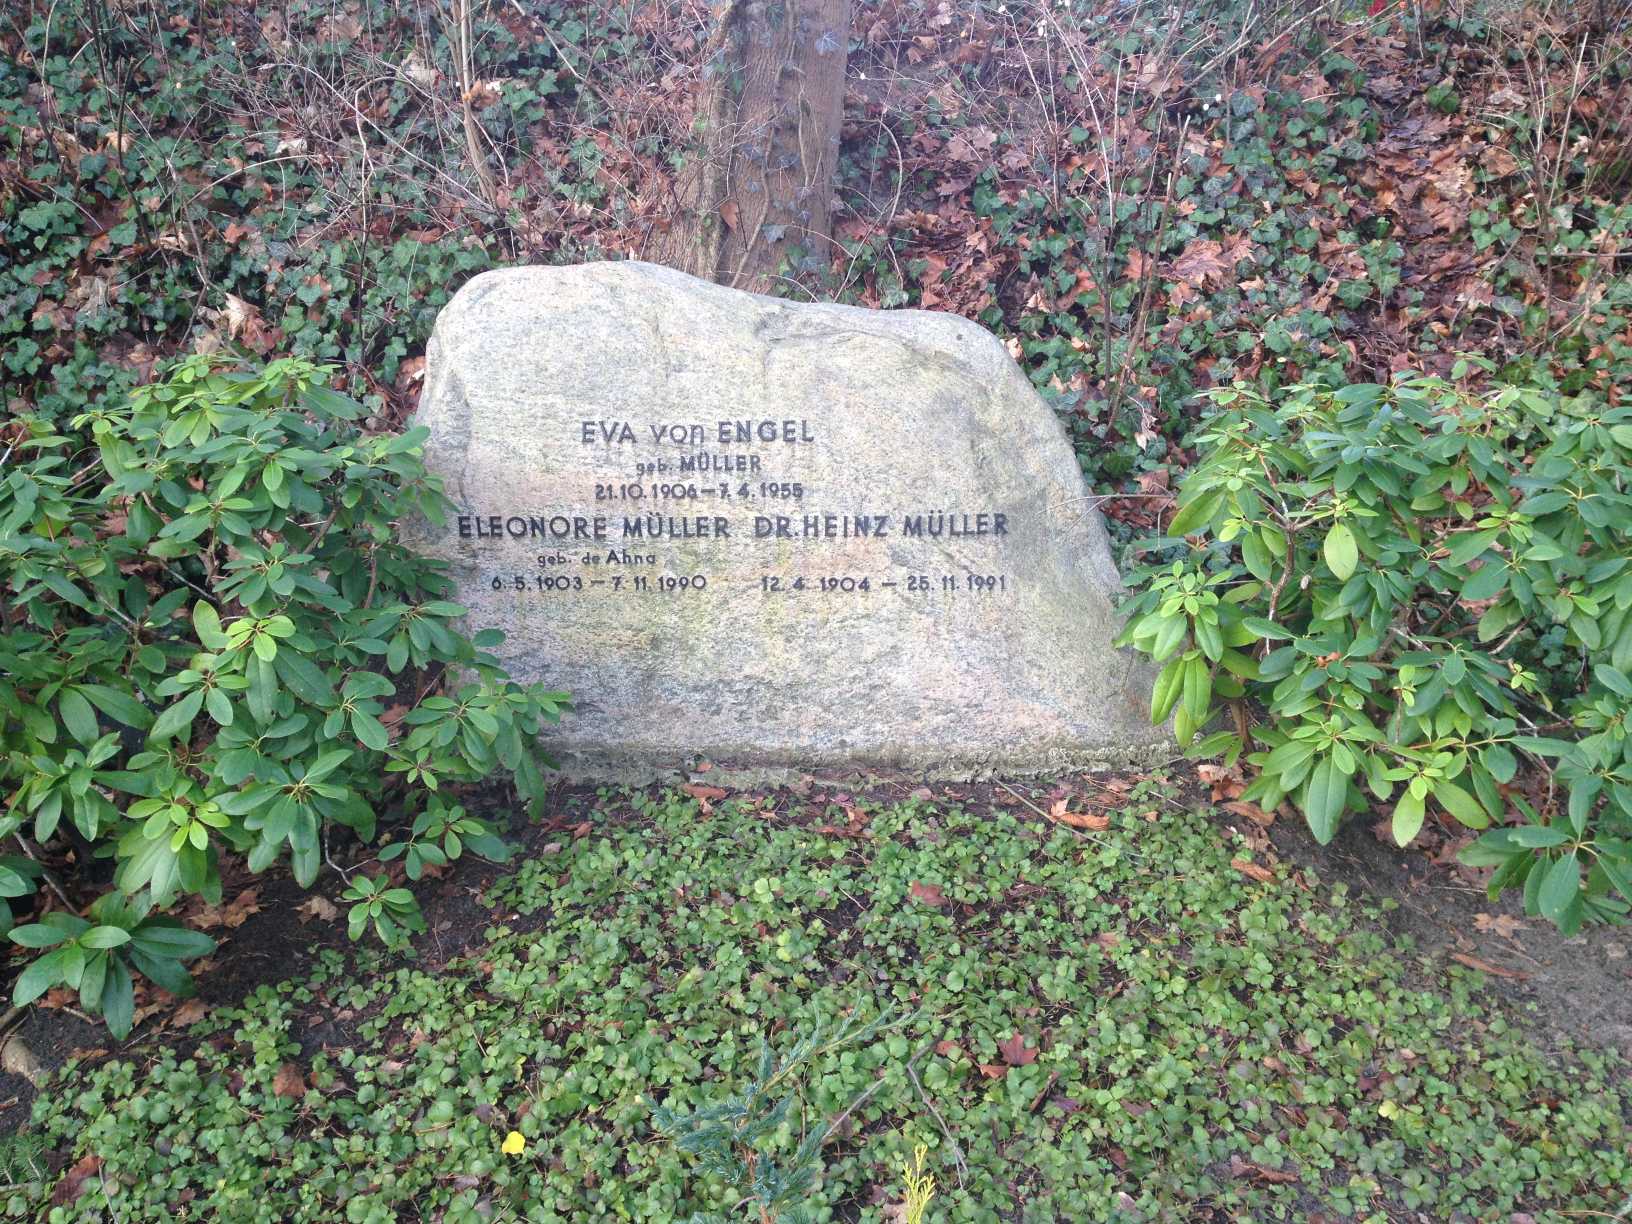 EVA von ENGEL
geb. MÜLLER
21.10.1906–7.4.1955
ELEONORE MÜLLER DR. HEINZ MÜLLER
geb. de Ahna
6.5.1903 – 7.11.1990 12.4 1904 – 25.11.1991